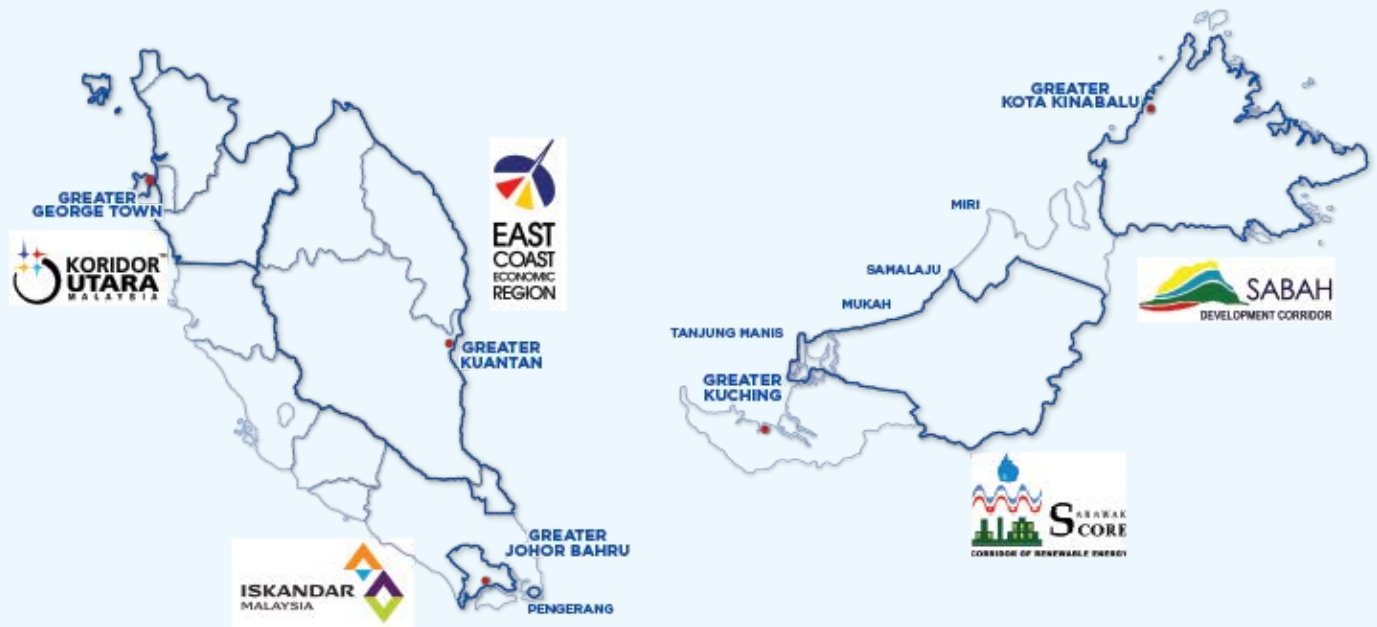 GREATER
GEORGE TOWN
KORIDOR
UTARA
MALAYSIA
EAST
COAST
ECONOMIC
REGION
GREATER
KUANTAN
GREATER
JOHOR BAHRU
PENGERANG
ISKANDAR
MALAYSIA
GREATER
KOTA KINABALU
MIRI
SAMALAJU
MUKAH
TANJUNG MANIS
GREATER
KUCHING
SABAH
DEVELOPMENT CORRIDOR
SARAWAK
SCORE
CORRIDOR OF RENEWABLE ENERGY